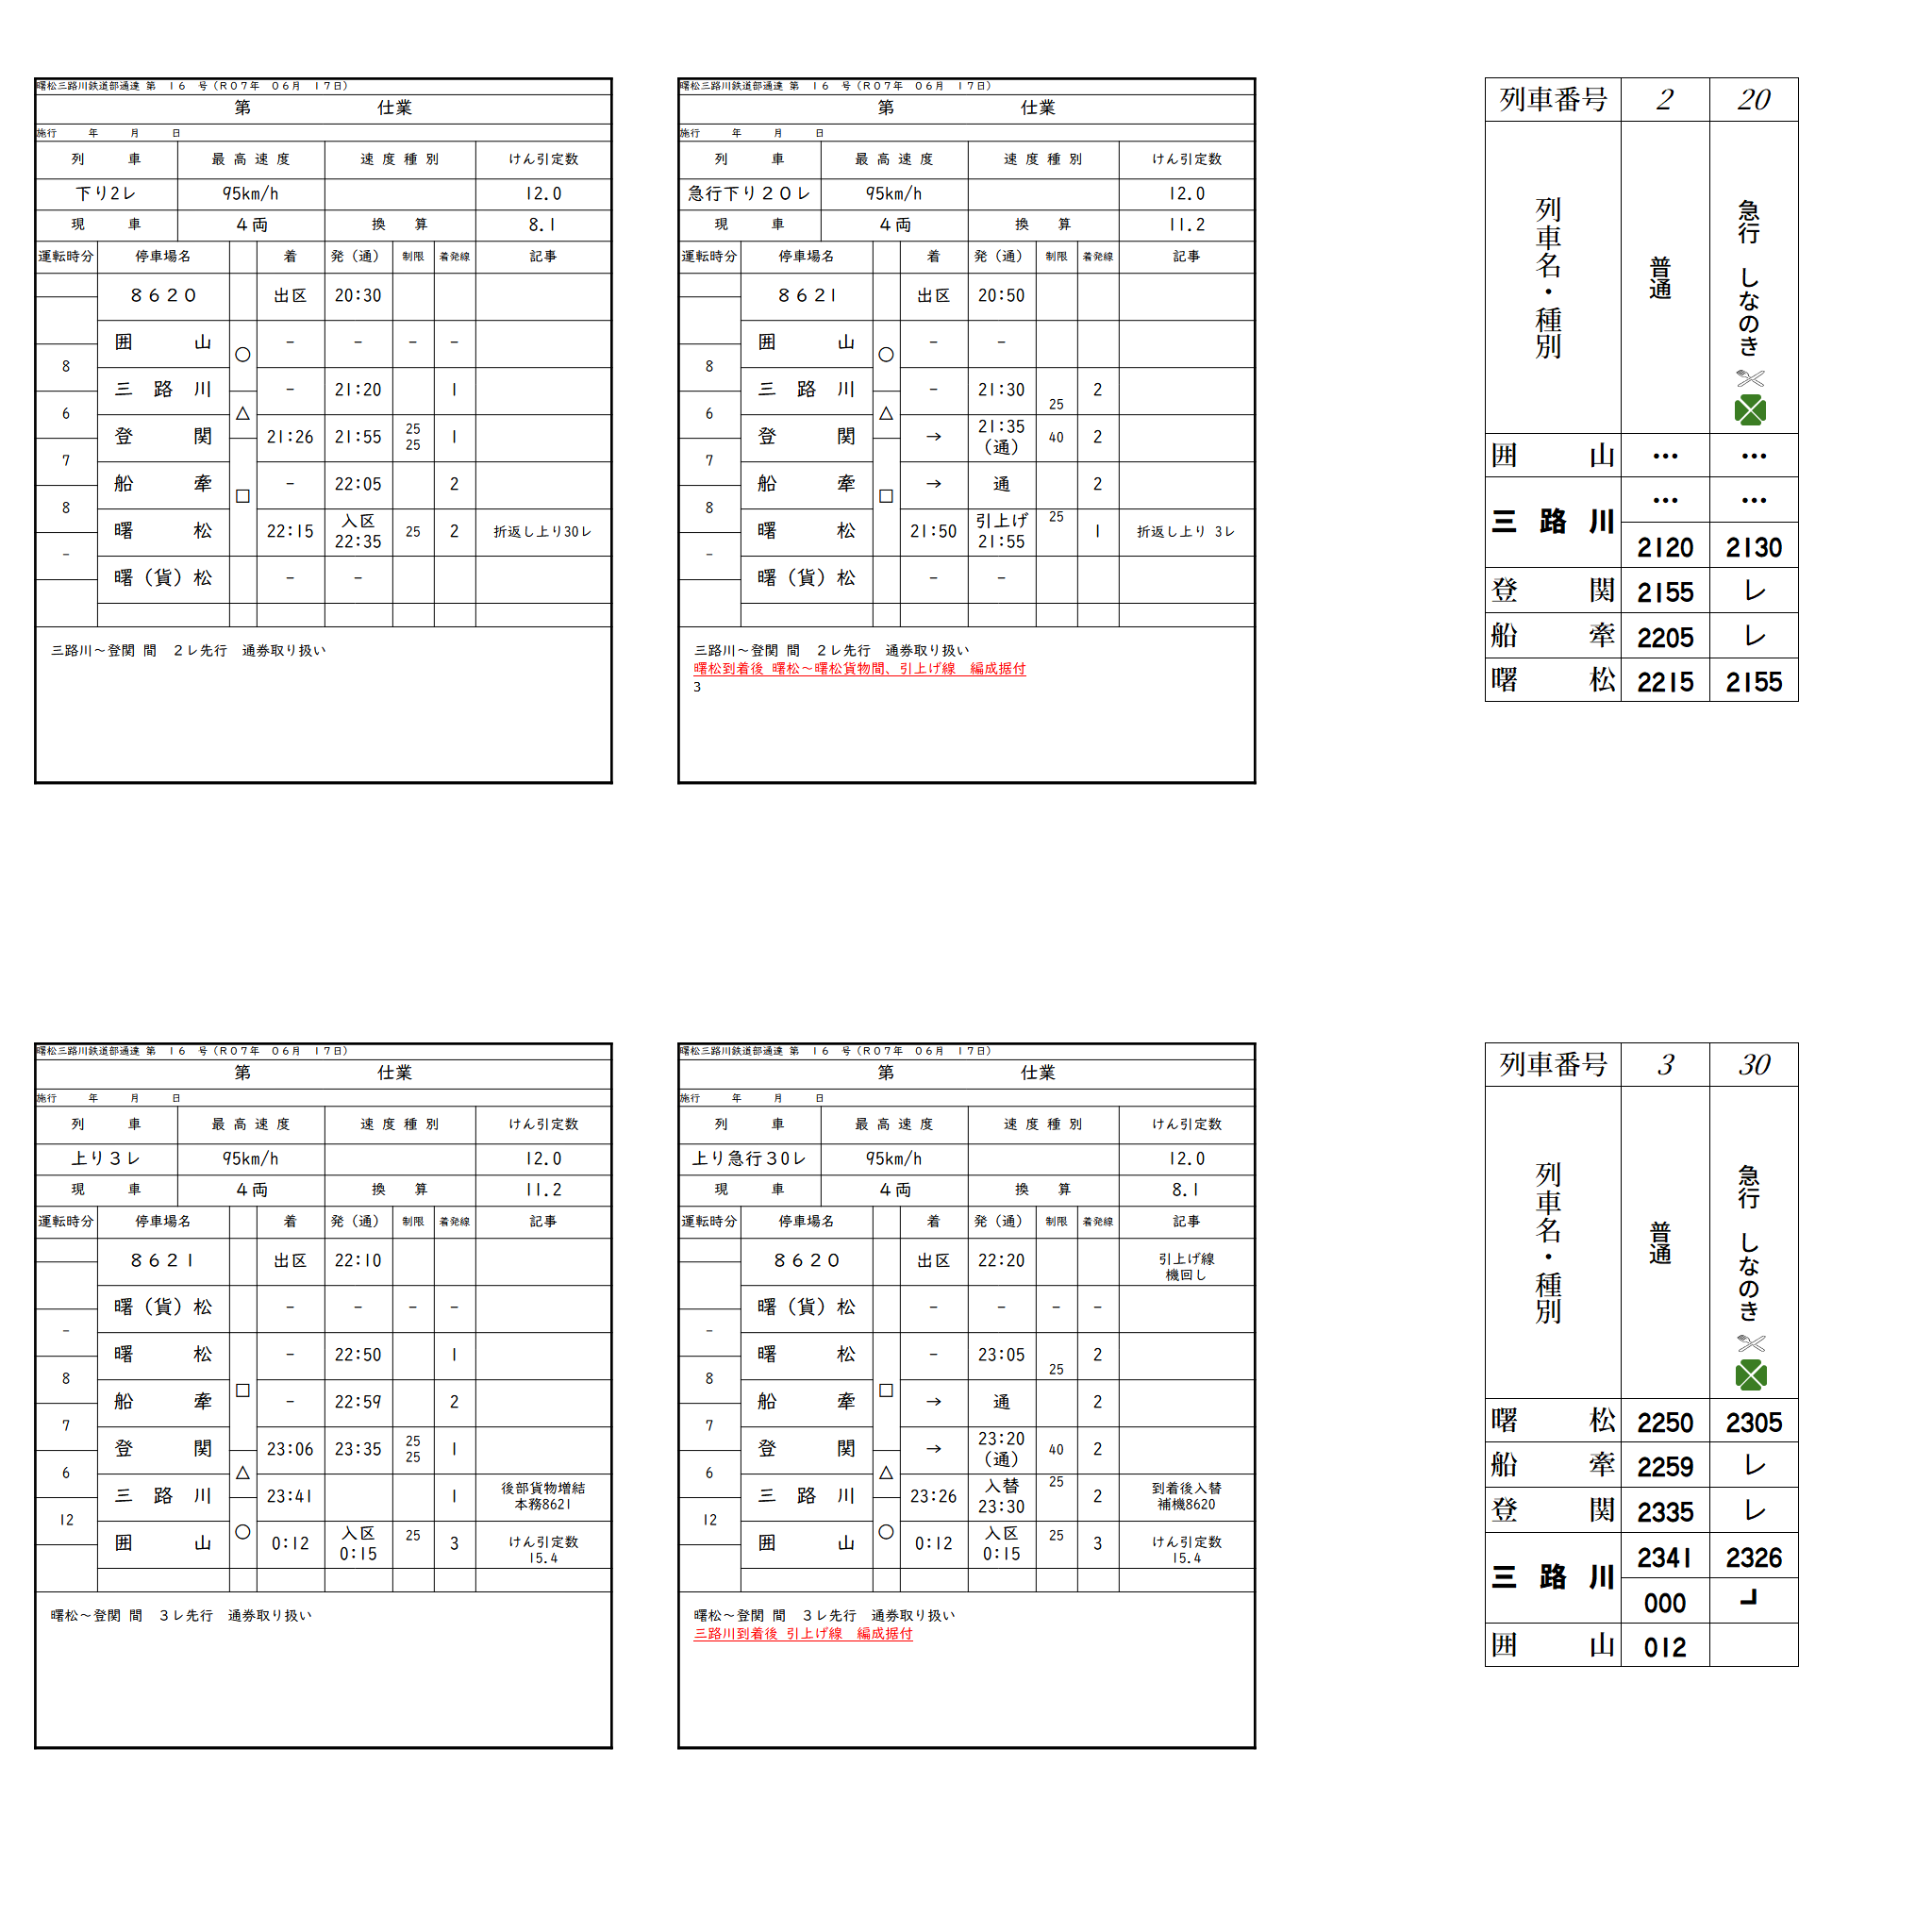 曙松三路川鉄道部通達 第 16 号（R07年 06月 17日）
第 仕業
施行 年 月 日
列 車 最 高 速 度 速 度 種 別 けん引定数
下り2レ 95km/h 12.0
現 車 4両 換 算 8.1
運転時分 停車場名 着 発（通） 制限 着発線 記事
8620 出区 20:30
囲 山 ○ - - - -
8
三 路 川 - 21:20 1
6 △
登 関 21:26 21:55 25 25 1
7
船 牽 □ - 22:05 2
8
曙 松 22:15 入区 22:35 25 2 折返し上り30レ
-
曙（貨）松 - -
三路川～登関 間 2レ先行 通券取り扱い
曙松三路川鉄道部通達 第 16 号（R07年 06月 17日）
第 仕業
施行 年 月 日
列 車 最 高 速 度 速 度 種 別 けん引定数
急行下り20レ 95km/h 12.0
現 車 4両 換 算 11.2
運転時分 停車場名 着 発（通） 制限 着発線 記事
8621 出区 20:50
囲 山 ○ - -
8
三 路 川 - 21:30 25 2
6 △
登 関 → 21:35（通） 40 2
7
船 牽 □ → 通 2
8
曙 松 21:50 引上げ 21:55 25 1 折返し上り 3レ
-
曙（貨）松 - -
三路川～登関 間 2レ先行 通券取り扱い
曙松到着後 曙松～曙松貨物間、引上げ線 編成据付
3
列車番号 2 20
列車名・種別 普通 急行 しなのき
囲 山 … …
三 路 川 … …
2120 2130
登 関 2155 レ
船 牽 2205 レ
曙 松 2215 2155
曙松三路川鉄道部通達 第 16 号（R07年 06月 17日）
第 仕業
施行 年 月 日
列 車 最 高 速 度 速 度 種 別 けん引定数
上り3レ 95km/h 12.0
現 車 4両 換 算 11.2
運転時分 停車場名 着 発（通） 制限 着発線 記事
8621 出区 22:10
曙（貨）松 - - - -
-
曙 松 - 22:50 1
8
船 牽 □ - 22:59 2
7
登 関 23:06 23:35 25 25 1
6 △
三 路 川 23:41 1 後部貨物増結 本務8621
12
囲 山 ○ 0:12 入区 0:15 25 3 けん引定数 15.4
曙松～登関 間 3レ先行 通券取り扱い
曙松三路川鉄道部通達 第 16 号（R07年 06月 17日）
第 仕業
施行 年 月 日
列 車 最 高 速 度 速 度 種 別 けん引定数
上り急行30レ 95km/h 12.0
現 車 4両 換 算 8.1
運転時分 停車場名 着 発（通） 制限 着発線 記事
8620 出区 22:20 引上げ線 機回し
曙（貨）松 - - - -
-
曙 松 - 23:05 25 2
8
船 牽 □ → 通 2
7
登 関 → 23:20（通） 40 2
6 △
三 路 川 23:26 入替 23:30 25 2 到着後入替 補機8620
12
囲 山 ○ 0:12 入区 0:15 25 3 けん引定数 15.4
曙松～登関 間 3レ先行 通券取り扱い
三路川到着後 引上げ線 編成据付
列車番号 3 30
列車名・種別 普通 急行 しなのき
曙 松 2250 2305
船 牽 2259 レ
登 関 2335 レ
三 路 川 2341 2326
000 ┛
囲 山 012